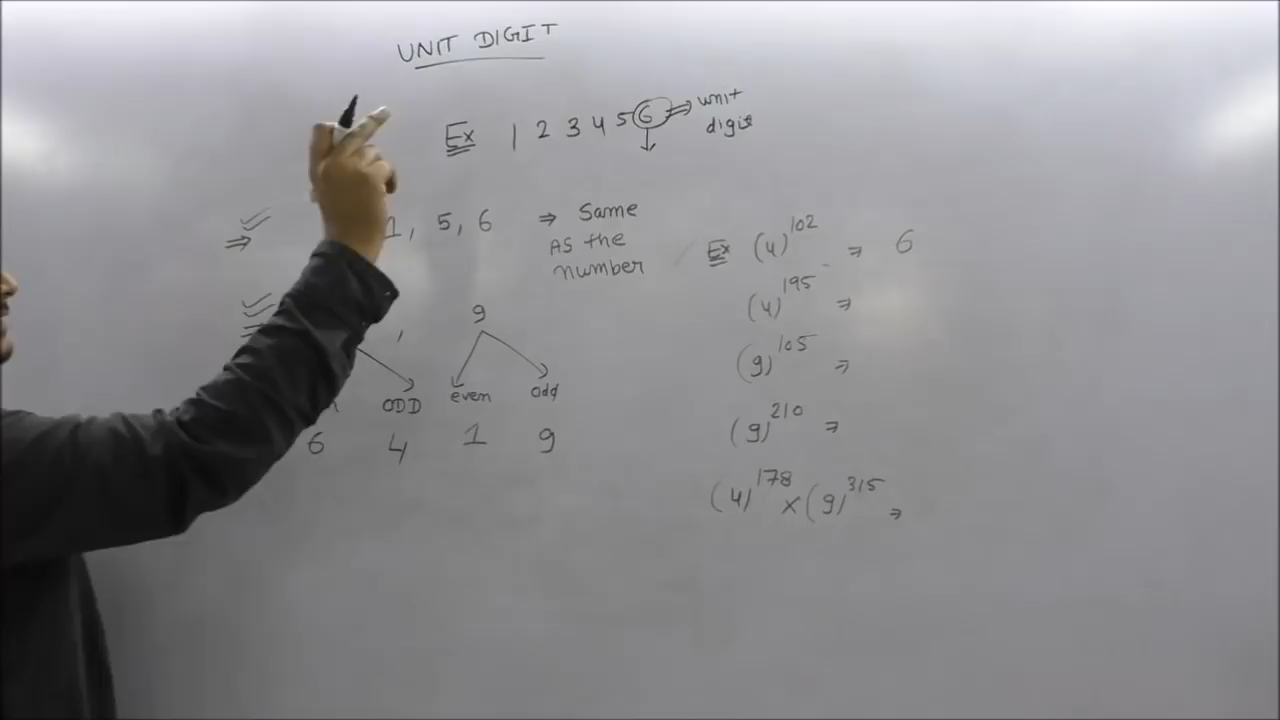 UNIT DIGIT
Ex 1 2 3 4 5 6 ⇒ unit
digit
⇒ 1, 5, 6 ⇒ Same
As the
number
, 9
ODD even odd
6 4 1 9
Ex (4)^102 ⇒ 6
(4)^195 ⇒
(9)^105 ⇒
(9)^210 ⇒
(4)^178 × (9)^315 ⇒